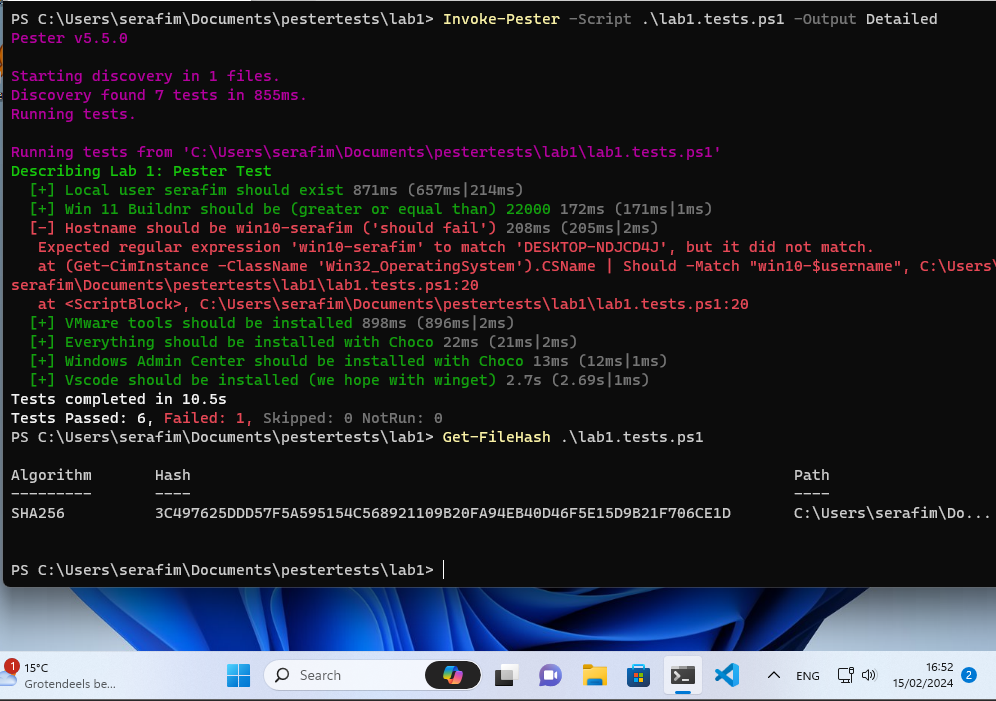 PS C:\Users\serafim\Documents\pestertests\lab1> Invoke-Pester -Script .\lab1.tests.ps1 -Output Detailed
Pester v5.5.0
Starting discovery in 1 files.
Discovery found 7 tests in 855ms.
Running tests.
Running tests from 'C:\Users\serafim\Documents\pestertests\lab1\lab1.tests.ps1'
Describing Lab 1: Pester Test
[+] Local user serafim should exist 871ms (657ms|214ms)
[+] Win 11 Buildnr should be (greater or equal than) 22000 172ms (171ms|1ms)
[-] Hostname should be win10-serafim ('should fail') 208ms (205ms|2ms)
Expected regular expression 'win10-serafim' to match 'DESKTOP-NDJCD4J', but it did not match.
at (Get-CimInstance -ClassName 'Win32_OperatingSystem').CSName | Should -Match "win10-$username", C:\Users\
serafim\Documents\pestertests\lab1\lab1.tests.ps1:20
at <ScriptBlock>, C:\Users\serafim\Documents\pestertests\lab1\lab1.tests.ps1:20
[+] VMware tools should be installed 898ms (896ms|2ms)
[+] Everything should be installed with Choco 22ms (21ms|2ms)
[+] Windows Admin Center should be installed with Choco 13ms (12ms|1ms)
[+] Vscode should be installed (we hope with winget) 2.7s (2.69s|1ms)
Tests completed in 10.5s
Tests Passed: 6, Failed: 1, Skipped: 0 NotRun: 0
PS C:\Users\serafim\Documents\pestertests\lab1> Get-FileHash .\lab1.tests.ps1
Algorithm Hash Path
--------- ---- ----
SHA256 3C497625DDD57F5A595154C568921109B20FA94EB40D46F5E15D9B21F706CE1D C:\Users\serafim\Do...
PS C:\Users\serafim\Documents\pestertests\lab1>
1 15°C
Grotendeels be...
Search
ENG
16:52
15/02/2024
2